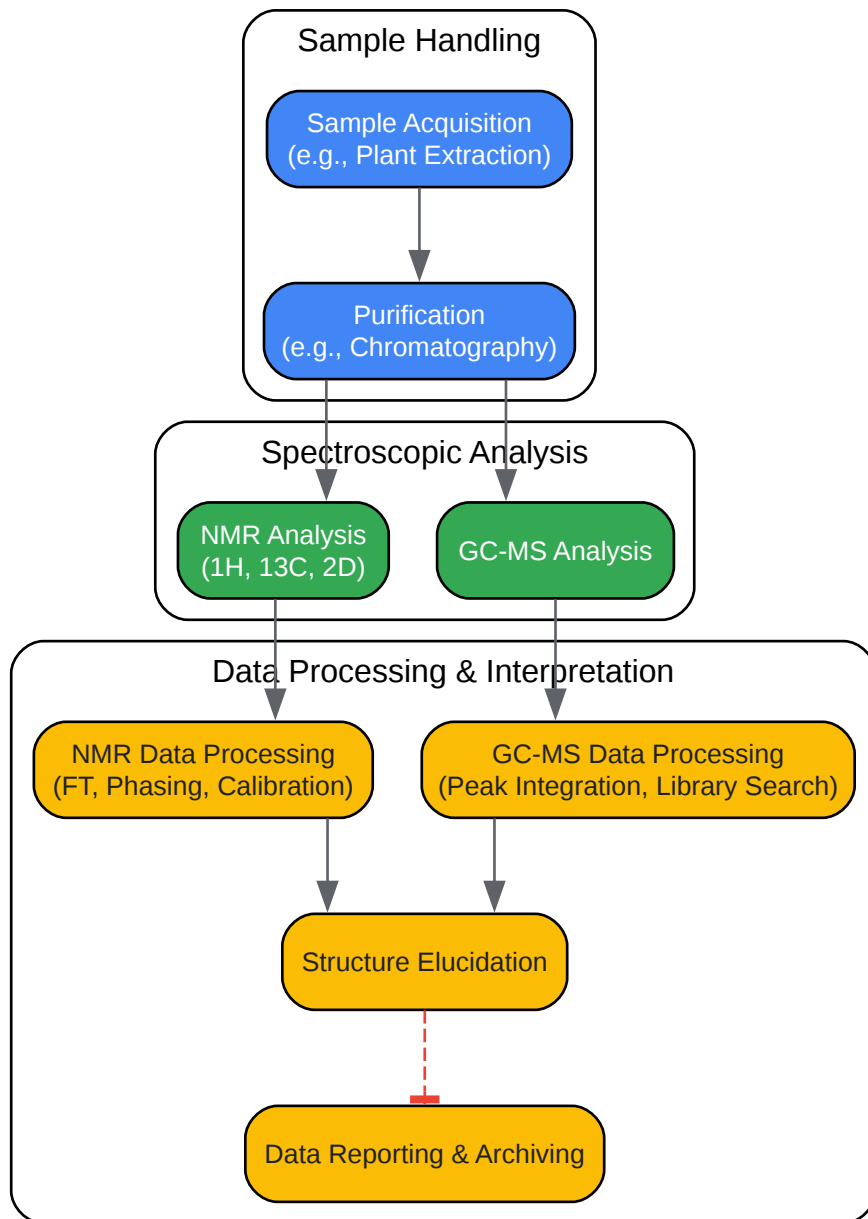 Sample Handling
Sample Acquisition
(e.g., Plant Extraction)
Purification
(e.g., Chromatography)
Spectroscopic Analysis
NMR Analysis
(1H, 13C, 2D)
GC-MS Analysis
Data Processing & Interpretation
NMR Data Processing
(FT, Phasing, Calibration)
GC-MS Data Processing
(Peak Integration, Library Search)
Structure Elucidation
Data Reporting & Archiving